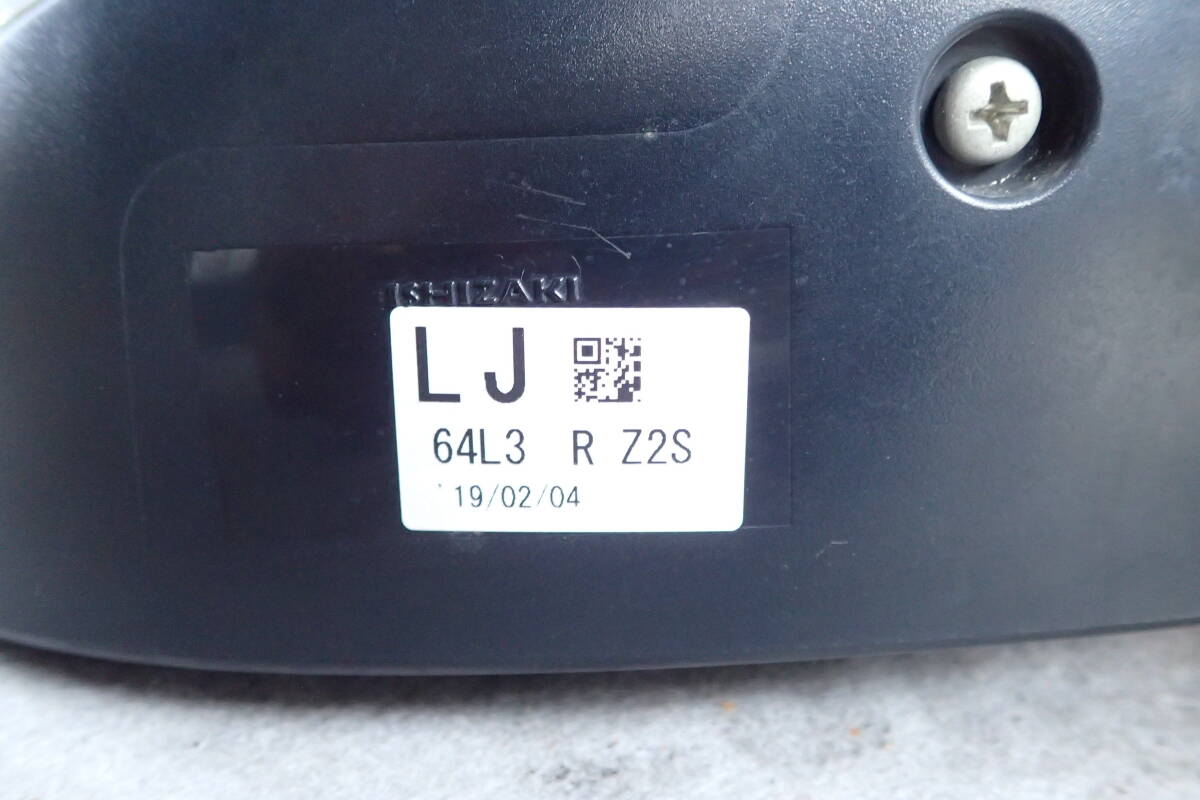 ISHIZAKI
LJ
64L3 R Z2S
'19/02/04